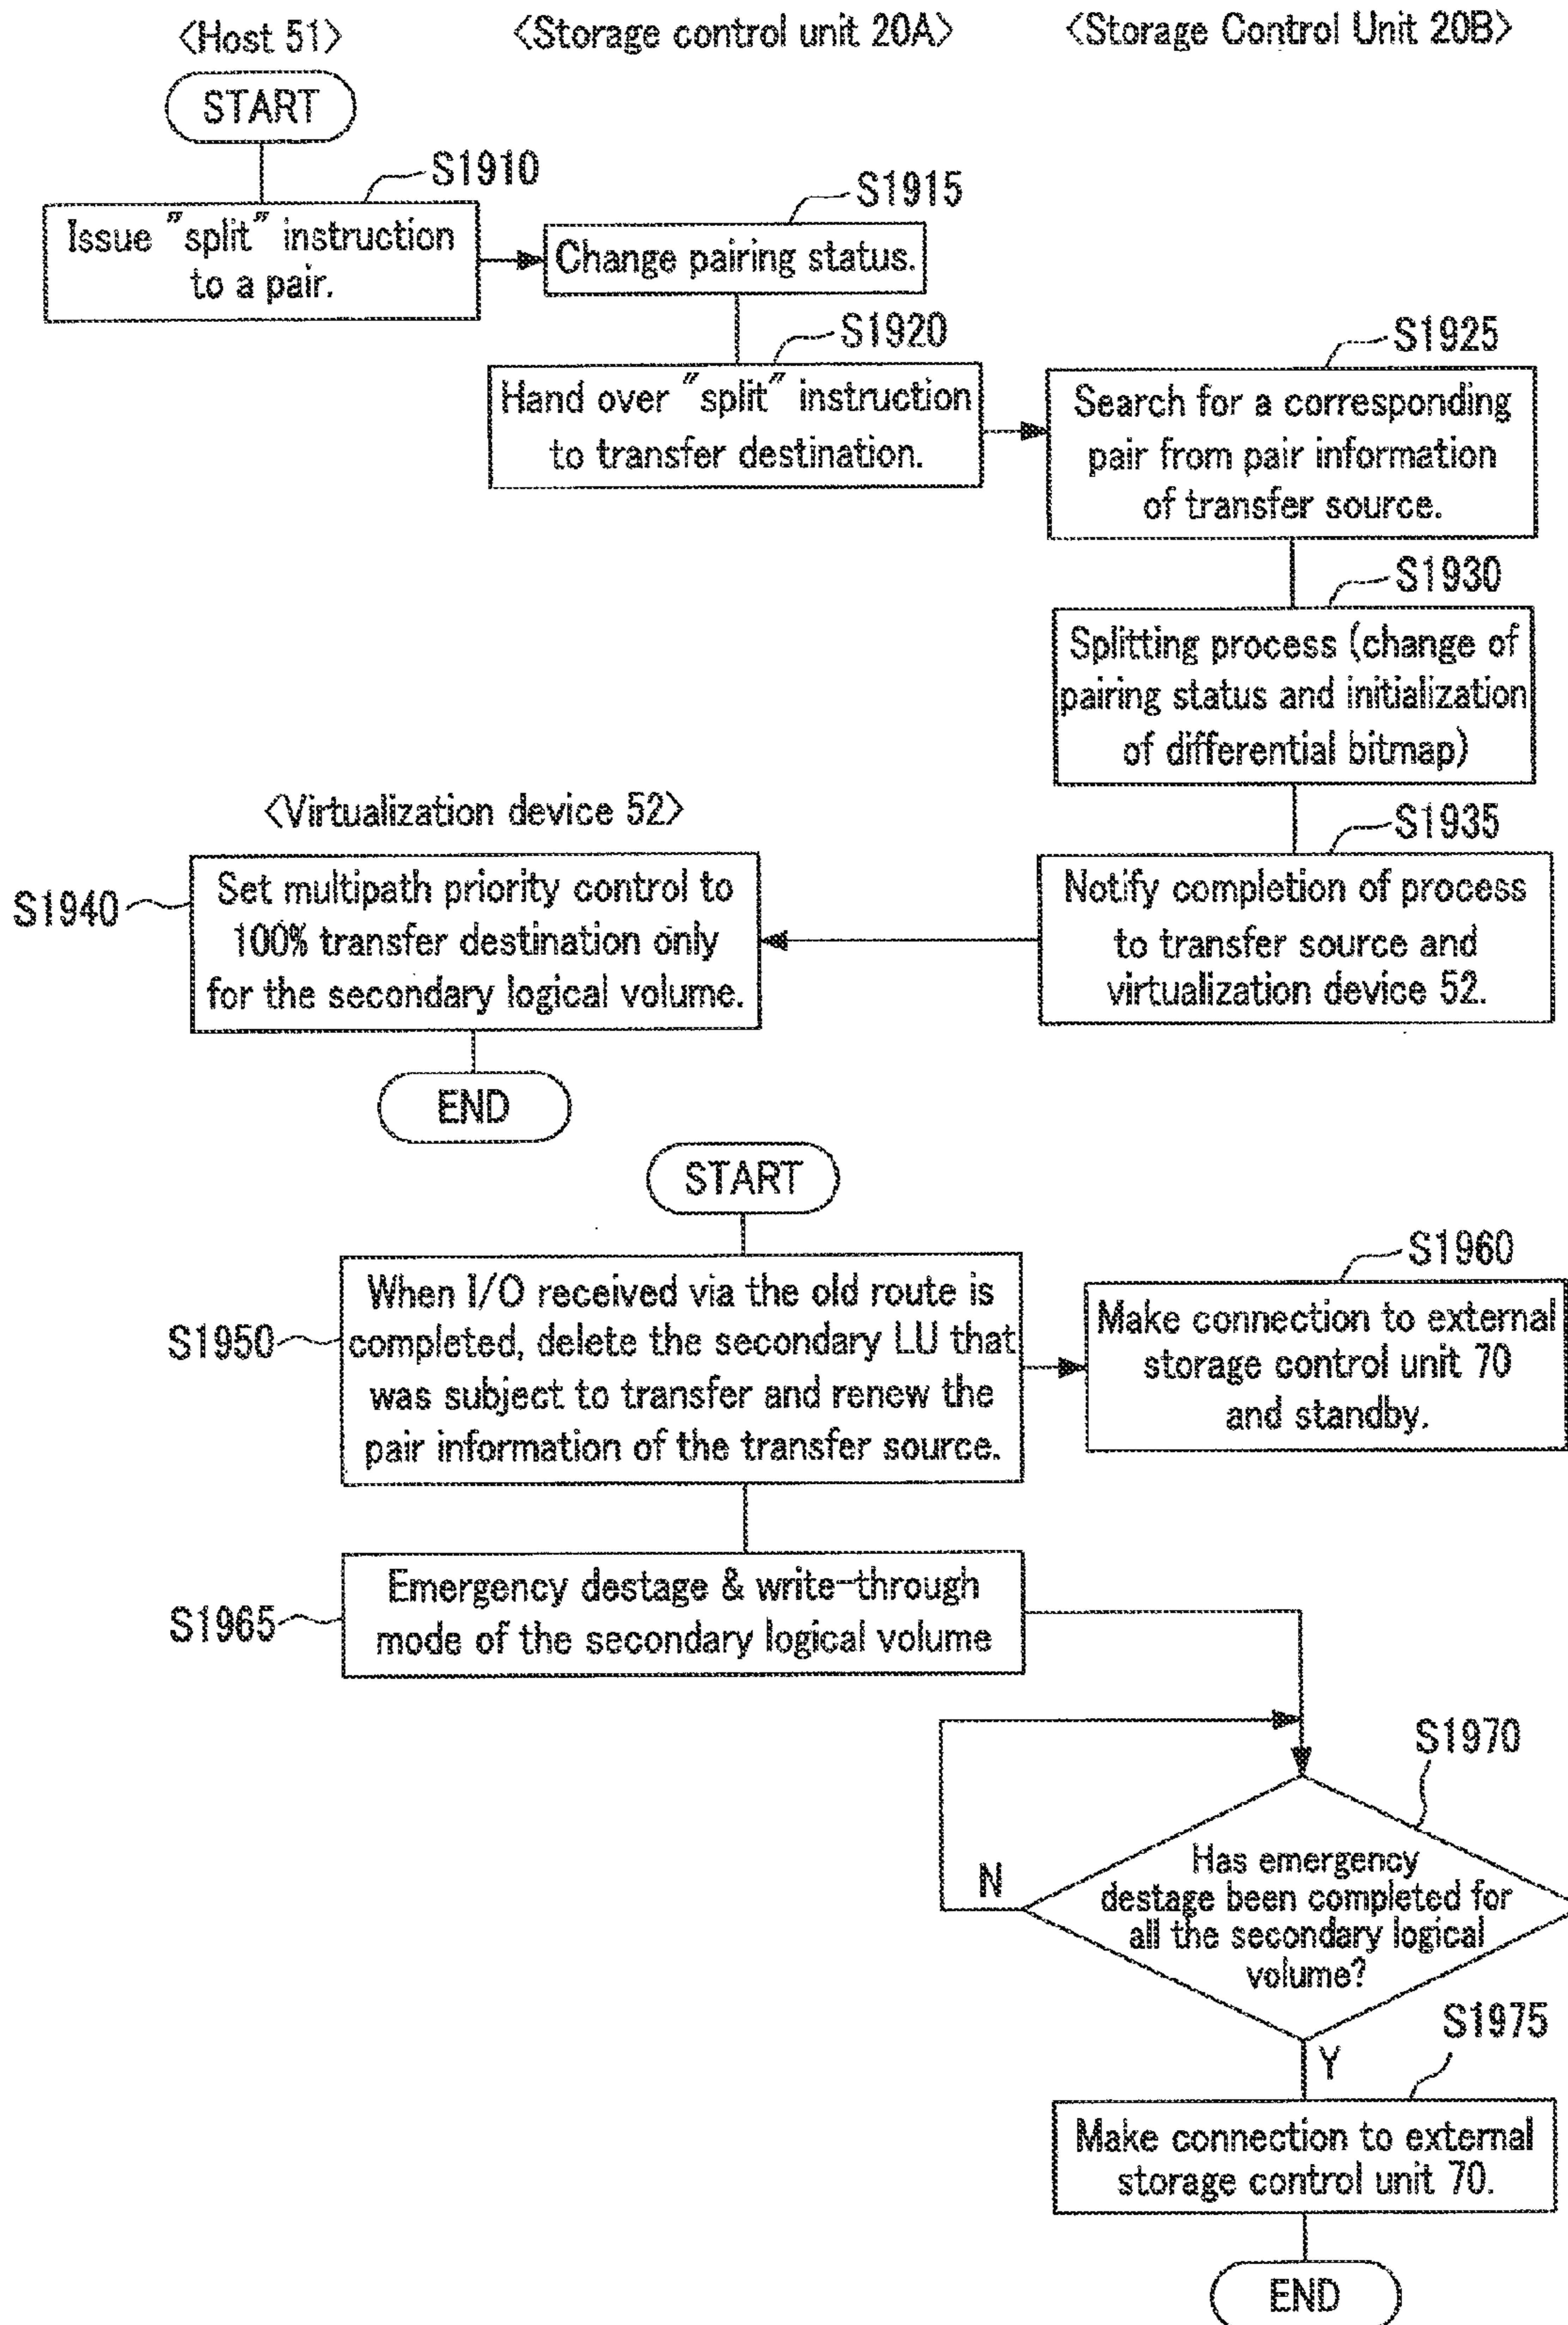 <Host 51>
<Storage control unit 20A>
<Storage Control Unit 20B>
START
S1910
Issue "split" instruction
to a pair.
S1915
Change pairing status.
S1920
Hand over "split" instruction
to transfer destination.
S1925
Search for a corresponding
pair from pair information
of transfer source.
S1930
Splitting process (change of
pairing status and initialization
of differential bitmap)
S1935
Notify completion of process
to transfer source and
virtualization device 52.
<Virtualization device 52>
S1940
Set multipath priority control to
100% transfer destination only
for the secondary logical volume.
END
START
S1950
When I/O received via the old route is
completed, delete the secondary LU that
was subject to transfer and renew the
pair information of the transfer source.
S1960
Make connection to external
storage control unit 70
and standby.
S1965
Emergency destage & write-through
mode of the secondary logical volume
S1970
Has emergency
destage been completed for
all the secondary logical
volume?
N
Y
S1975
Make connection to external
storage control unit 70.
END